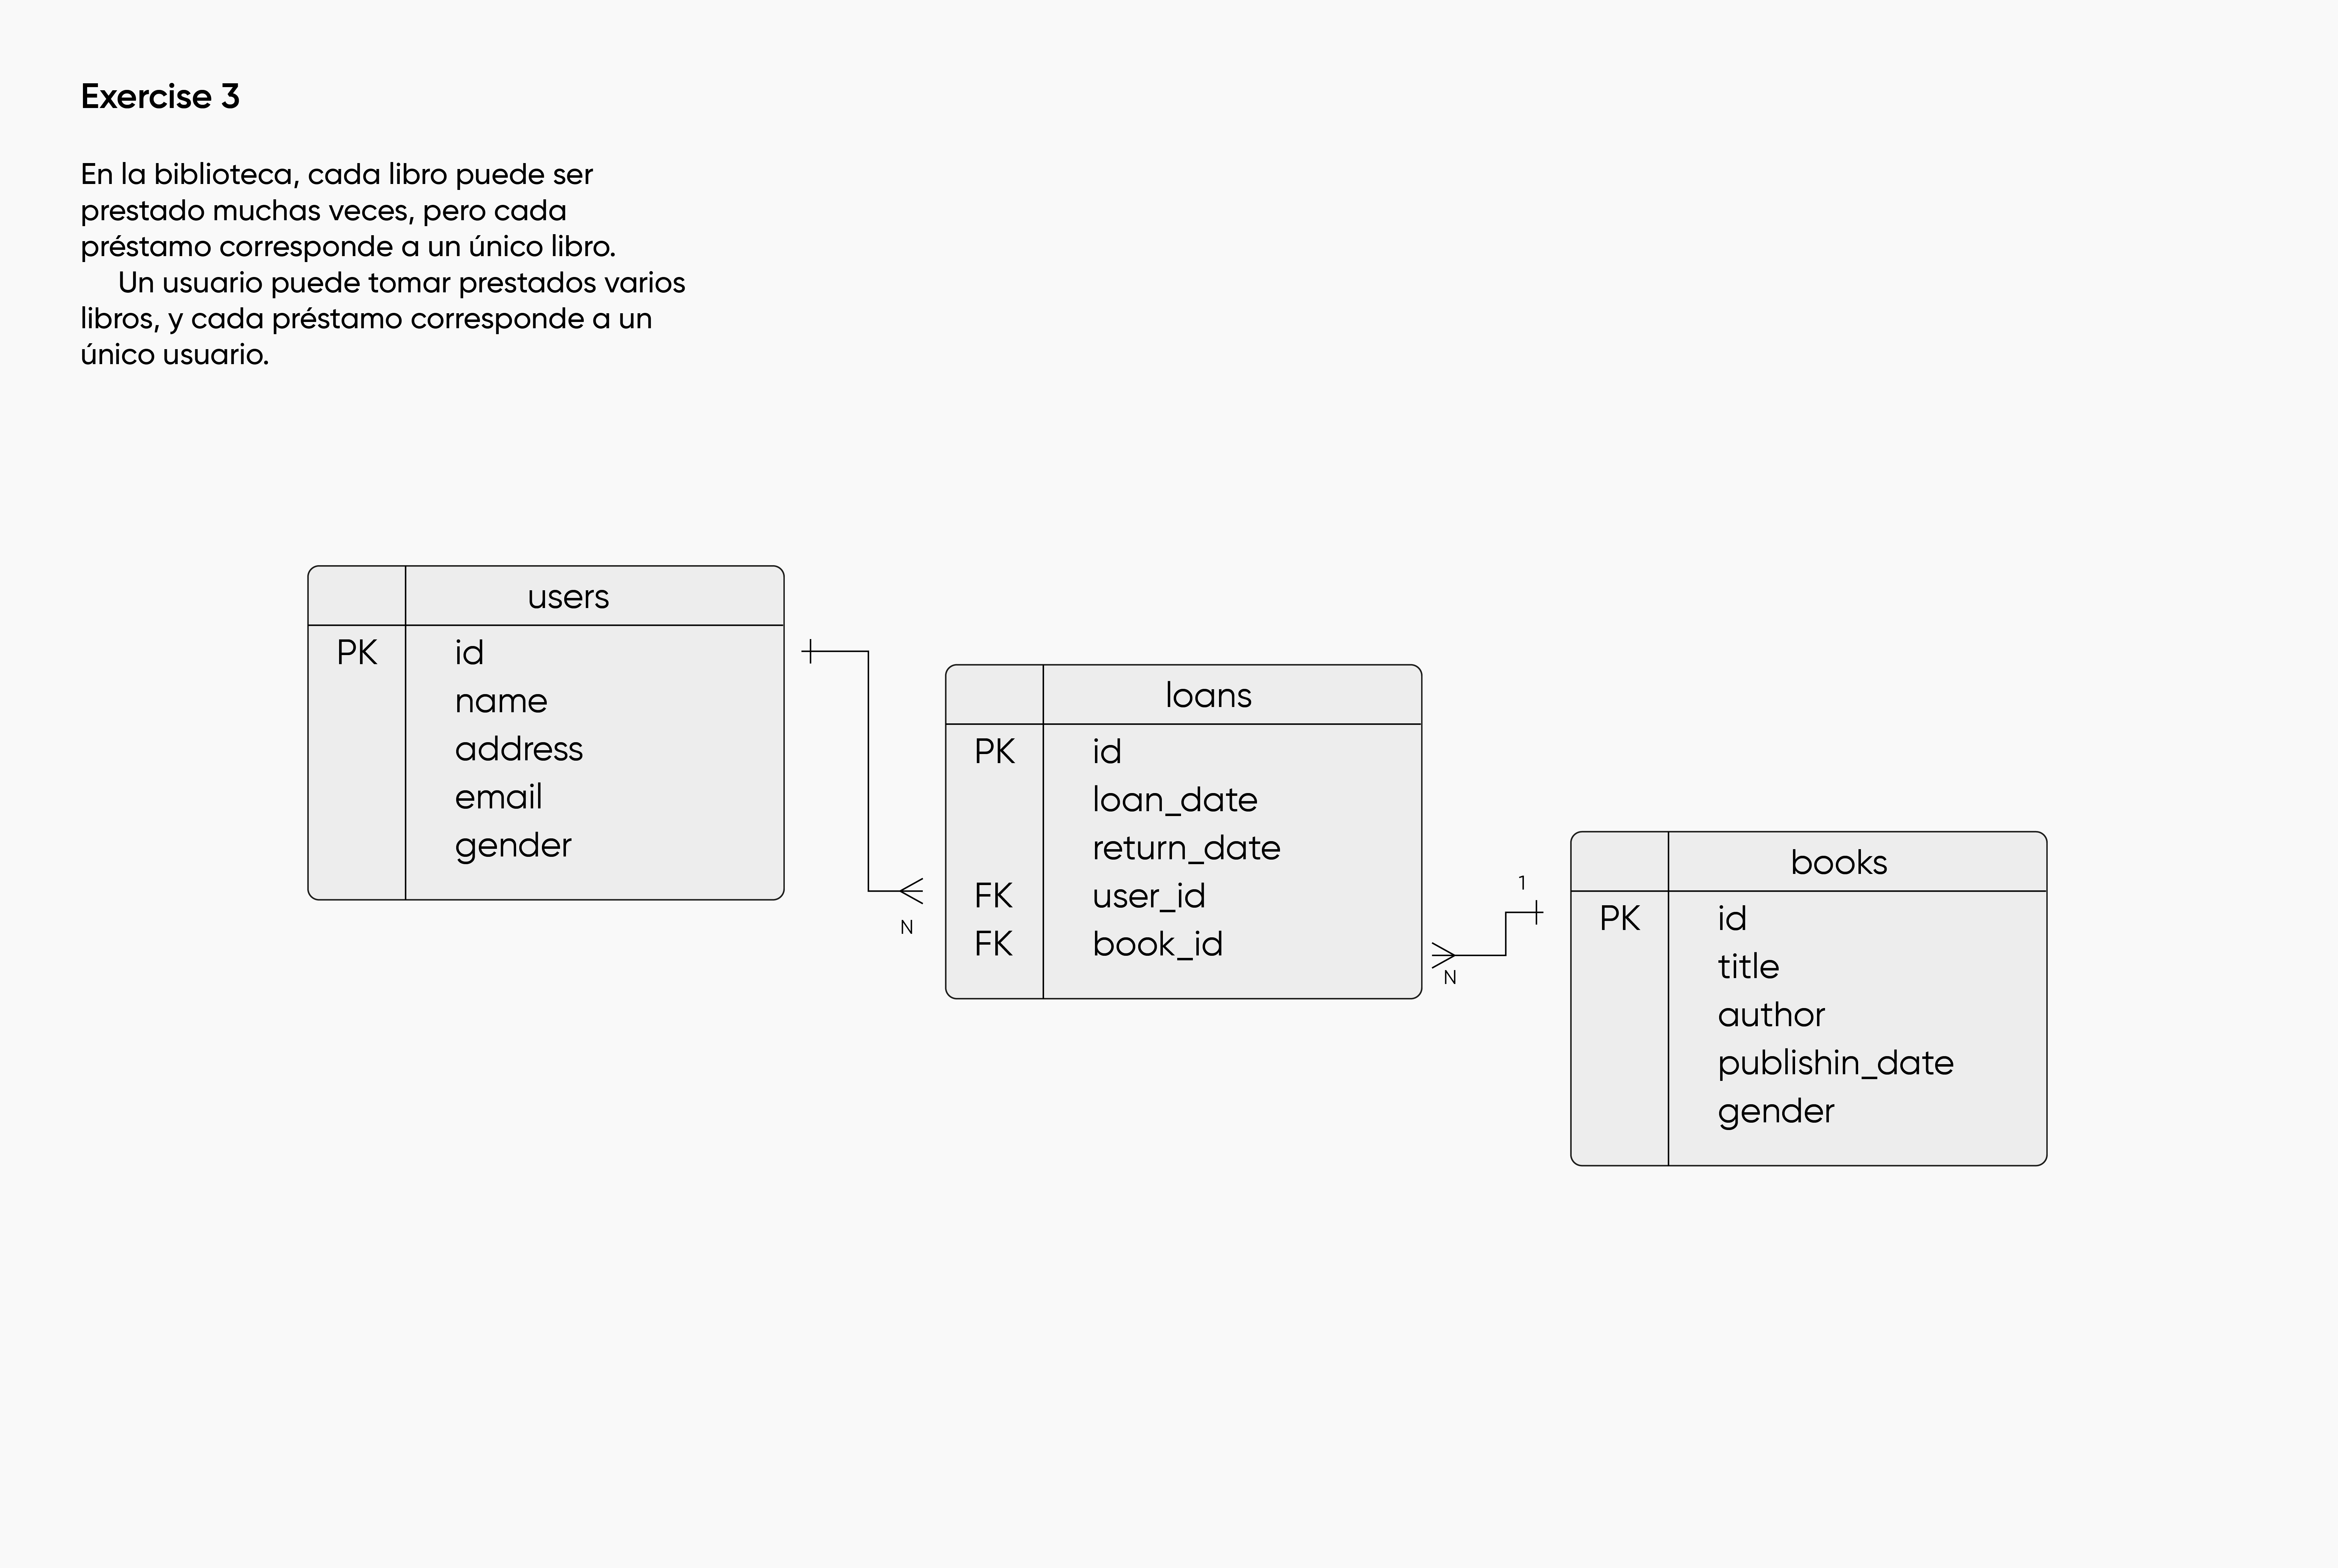 Exercise 3
En la biblioteca, cada libro puede ser
prestado muchas veces, pero cada
préstamo corresponde a un único libro.
Un usuario puede tomar prestados varios
libros, y cada préstamo corresponde a un
único usuario.
users
PK id
name
address
email
gender
N
loans
PK id
loan_date
return_date
FK user_id
FK book_id
1
N
books
PK id
title
author
publishin_date
gender